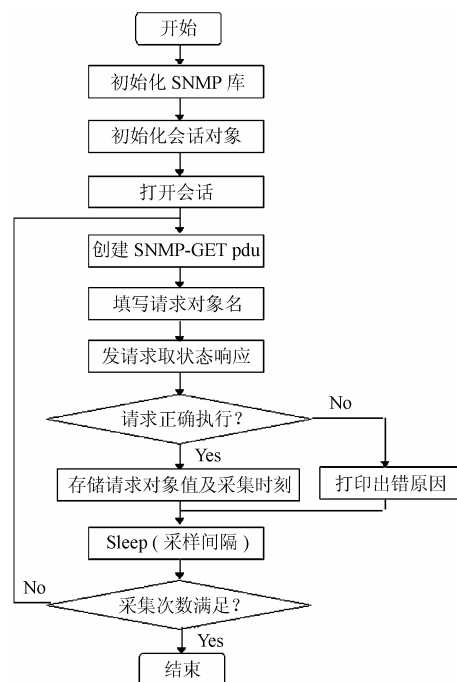 开始
初始化 SNMP 库
初始化会话对象
打开会话
创建 SNMP-GET pdu
填写请求对象名
发请求取状态响应
请求正确执行?
No
Yes
存储请求对象值及采集时刻
打印出错原因
Sleep ( 采样间隔 )
No
采集次数满足?
Yes
结束